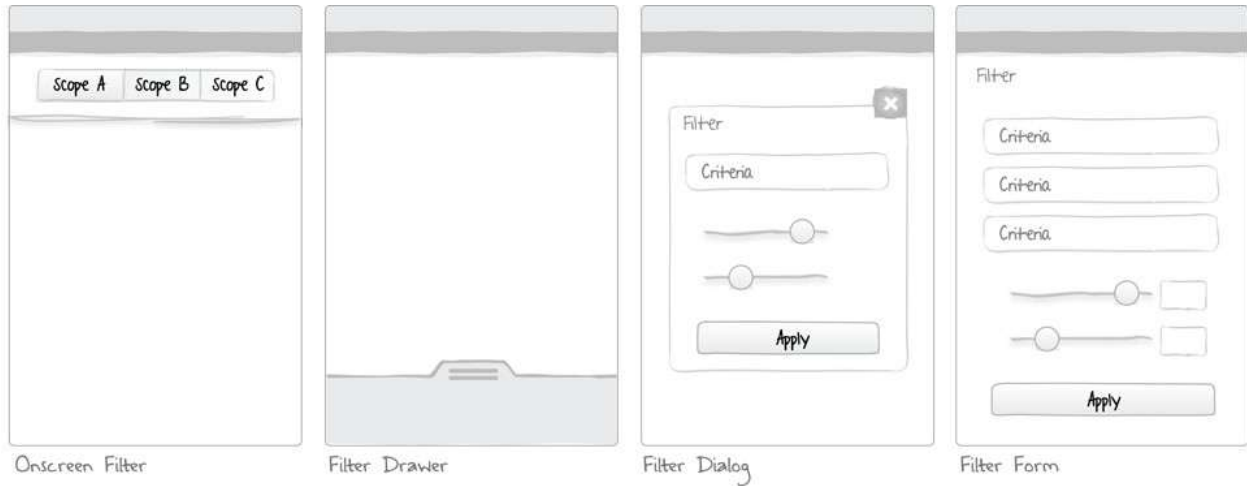 Scope A Scope B Scope C
Onscreen Filter
Filter Drawer
Filter
Criteria
Apply
Filter Dialog
Filter
Criteria
Criteria
Criteria
Apply
Filter Form